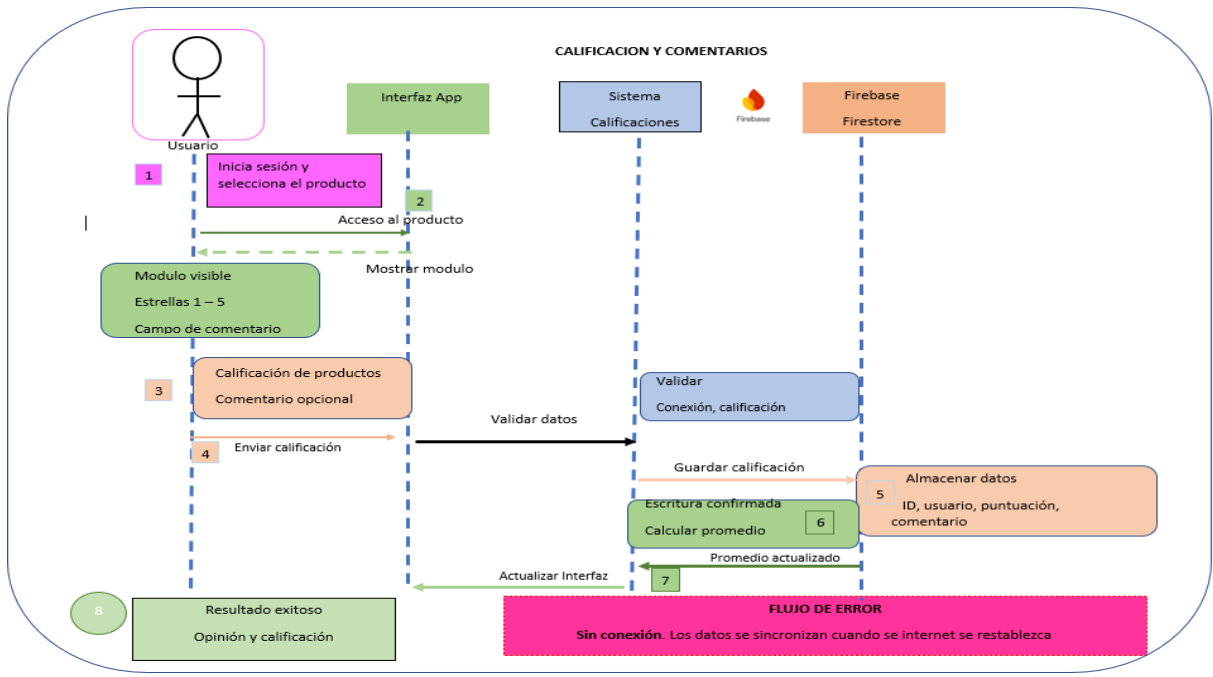 CALIFICACION Y COMENTARIOS
Usuario
Interfaz App
Sistema
Calificaciones
Firebase
Firebase
Firestore
1
Inicia sesión y
selecciona el producto
2
Acceso al producto
Mostrar modulo
Modulo visible
Estrellas 1 – 5
Campo de comentario
3
Calificación de productos
Comentario opcional
Validar
Conexión, calificación
4
Enviar calificación
Validar datos
Guardar calificación
5
Almacenar datos
ID, usuario, puntuación,
comentario
Escritura confirmada
Calcular promedio
6
Promedio actualizado
7
Actualizar Interfaz
8
Resultado exitoso
Opinión y calificación
FLUJO DE ERROR
Sin conexión. Los datos se sincronizan cuando se internet se restablezca